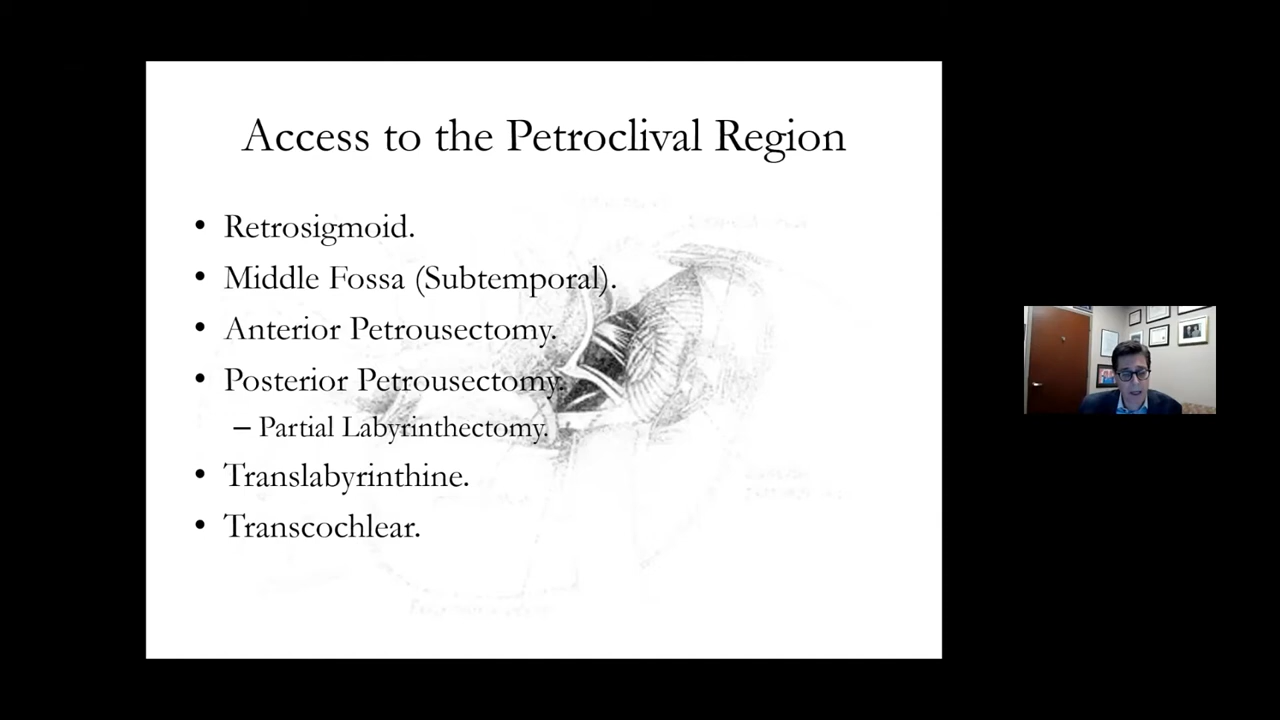 Access to the Petroclival Region
• Retrosigmoid.
• Middle Fossa (Subtemporal).
• Anterior Petrousectomy.
• Posterior Petrousectomy.
– Partial Labyrinthectomy.
• Translabyrinthine.
• Transcochlear.